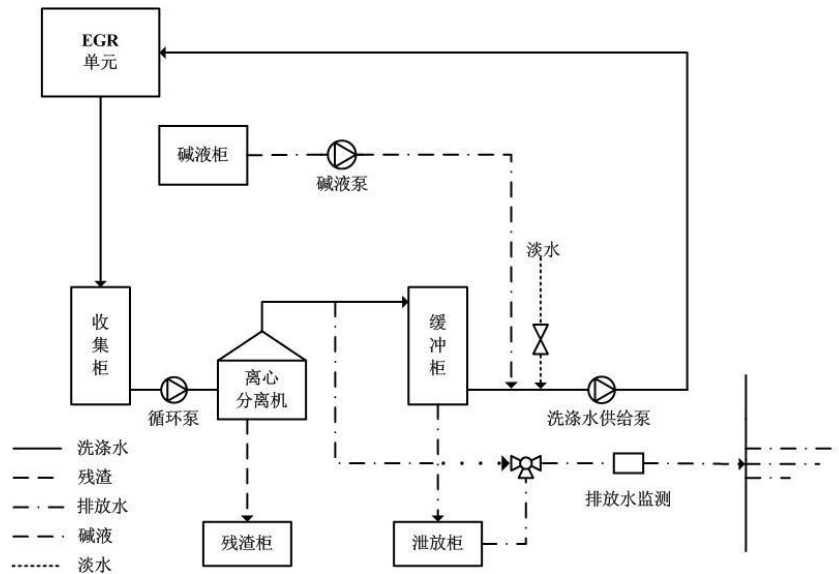 EGR
单元
碱液柜
碱液泵
淡水
收
集
柜
缓
冲
柜
离心
分离机
循环泵
洗涤水供给泵
洗涤水
残渣
排放水
碱液
淡水
排放水监测
残渣柜
泄放柜